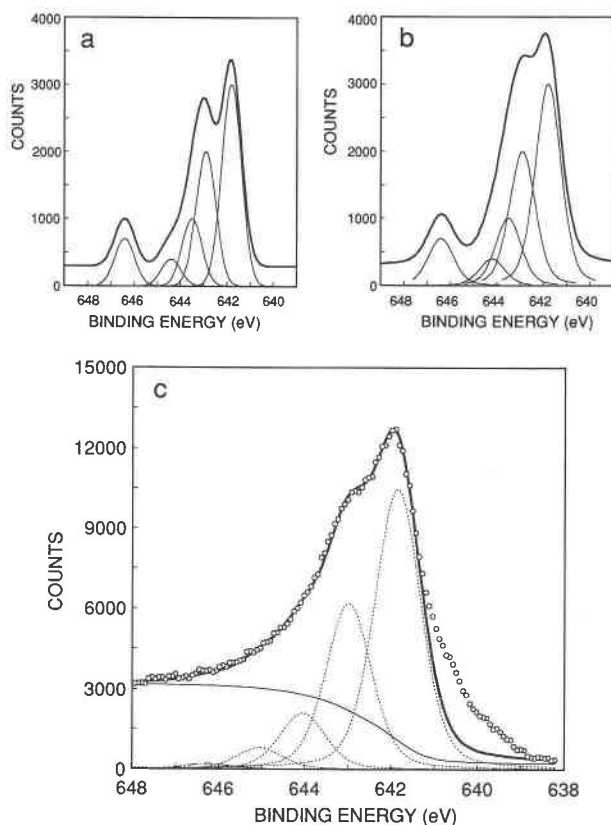 a
4000
3000
2000
1000
0
COUNTS
648 646 644 642 640
BINDING ENERGY (eV)
b
4000
3000
2000
1000
0
COUNTS
648 646 644 642 640
BINDING ENERGY (eV)
c
15000
12000
9000
6000
3000
0
COUNTS
648 646 644 642 640 638
BINDING ENERGY (eV)